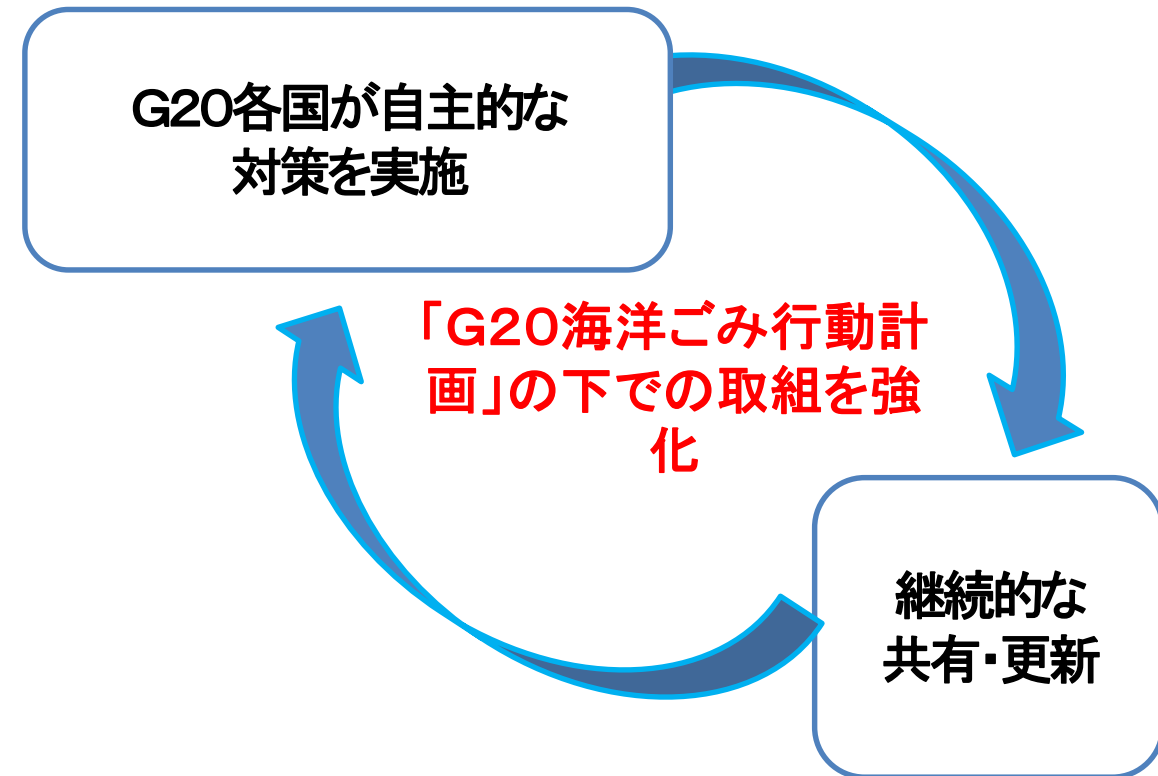 G20各国が自主的な
対策を実施
「G20海洋ごみ行動計
画」の下での取組を強
化
継続的な
共有・更新